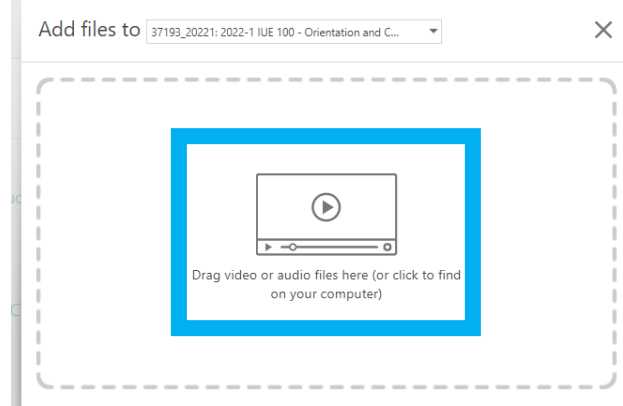 Add files to 37193_20221: 2022-1 IUE 100 - Orientation and C...
Drag video or audio files here (or click to find
on your computer)